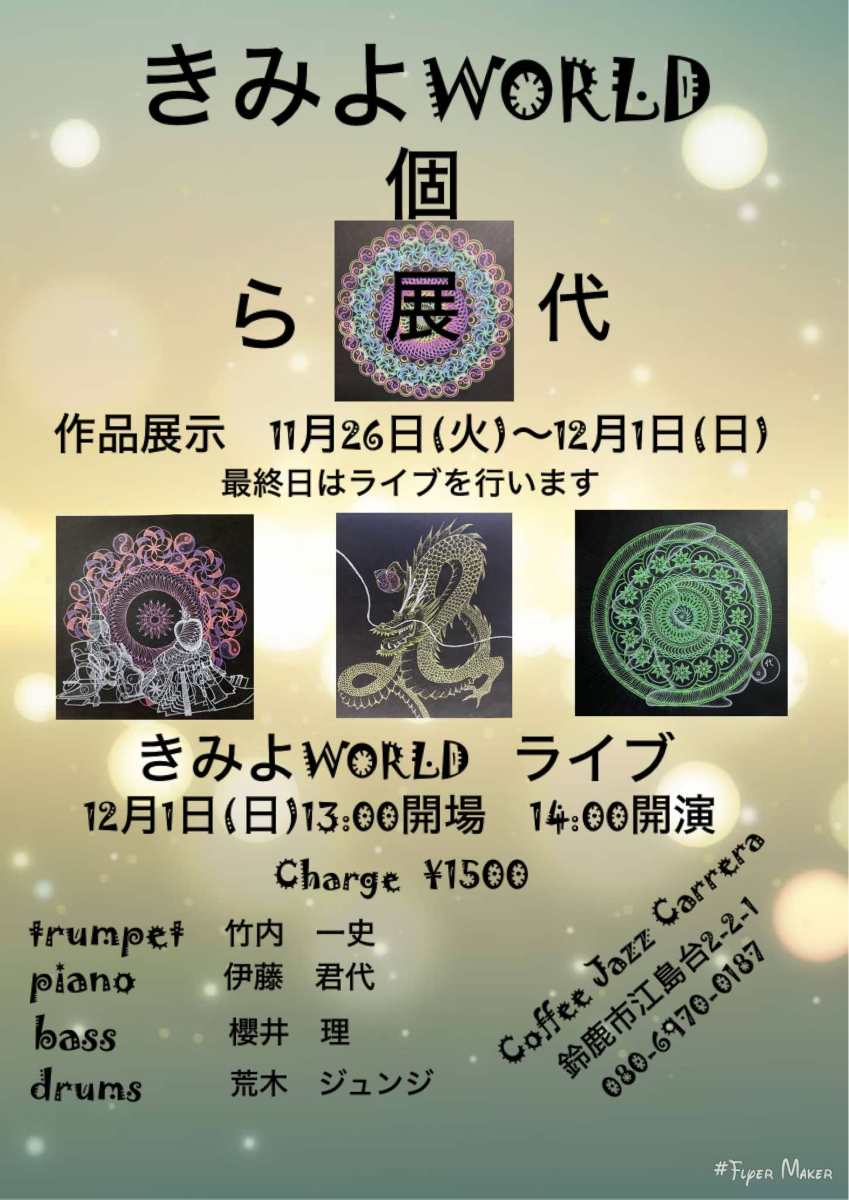 きみよWORLD
個
ら 展 代
作品展示 11月26日(火)～12月1日(日)
最終日はライブを行います
きみよWORLD ライブ
12月1日(日)13:00開場 14:00開演
Charge ¥1500
trumpet 竹内 一史
piano 伊藤 君代
bass 櫻井 理
drums 荒木 ジュンジ
Coffee Jazz Carrera
鈴鹿市江島台2-2-1
080-6970-0187
#Flyer Maker